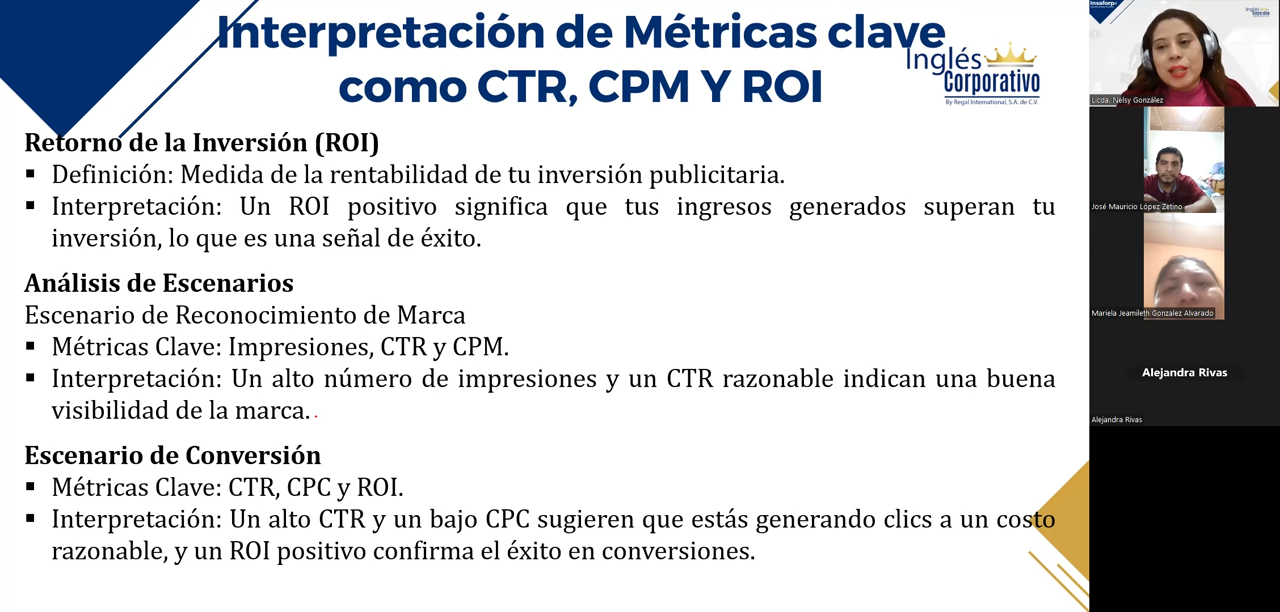 Interpretación de Métricas clave
como CTR, CPM Y ROI
Inglés
Corporativo
By Regal International, S.A. de C.V.
Retorno de la Inversión (ROI)
▪ Definición: Medida de la rentabilidad de tu inversión publicitaria.
▪ Interpretación: Un ROI positivo significa que tus ingresos generados superan tu
inversión, lo que es una señal de éxito.
Análisis de Escenarios
Escenario de Reconocimiento de Marca
▪ Métricas Clave: Impresiones, CTR y CPM.
▪ Interpretación: Un alto número de impresiones y un CTR razonable indican una buena
visibilidad de la marca.
Escenario de Conversión
▪ Métricas Clave: CTR, CPC y ROI.
▪ Interpretación: Un alto CTR y un bajo CPC sugieren que estás generando clics a un costo
razonable, y un ROI positivo confirma el éxito en conversiones.
Insaforp
Inglés
Corporativo
Licda. Nelsy González
José Mauricio López Zetino
Mariela Jeamileth Gonzalez Alvarado
Alejandra Rivas
Alejandra Rivas